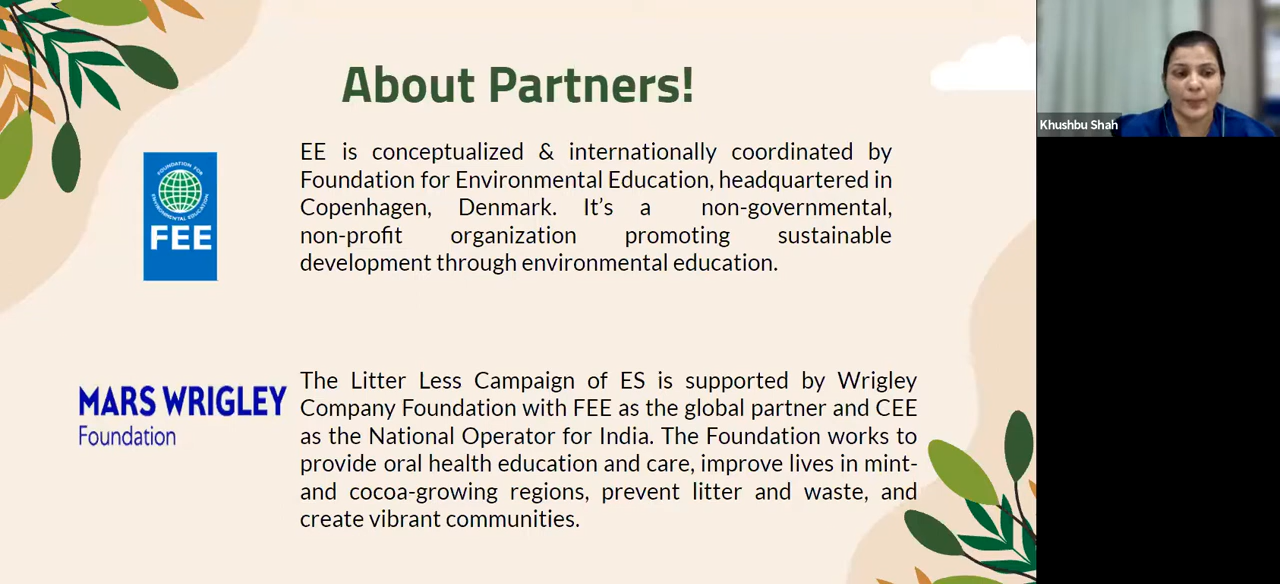 About Partners!
Khushbu Shah
FOUNDATION FOR
ENVIRONMENTAL EDUCATION
FEE
EE is conceptualized & internationally coordinated by
Foundation for Environmental Education, headquartered in
Copenhagen, Denmark. It's a non-governmental,
non-profit organization promoting sustainable
development through environmental education.
MARS WRIGLEY
Foundation
The Litter Less Campaign of ES is supported by Wrigley
Company Foundation with FEE as the global partner and CEE
as the National Operator for India. The Foundation works to
provide oral health education and care, improve lives in mint-
and cocoa-growing regions, prevent litter and waste, and
create vibrant communities.